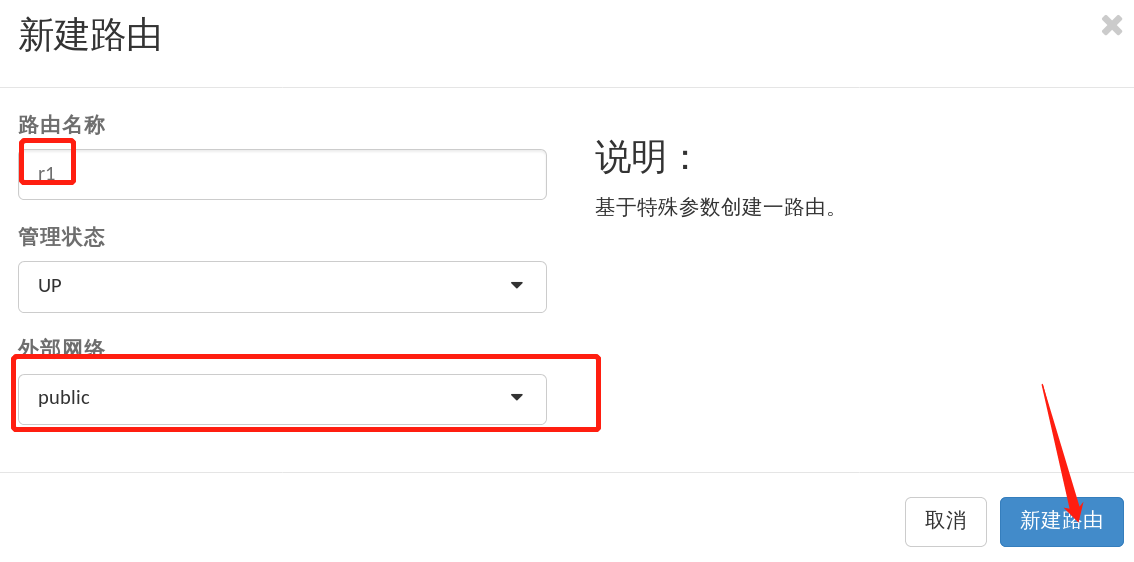 新建路由
路由名称
r1
管理状态
UP
外部网络
public
说明：
基于特殊参数创建一路由。
取消
新建路由